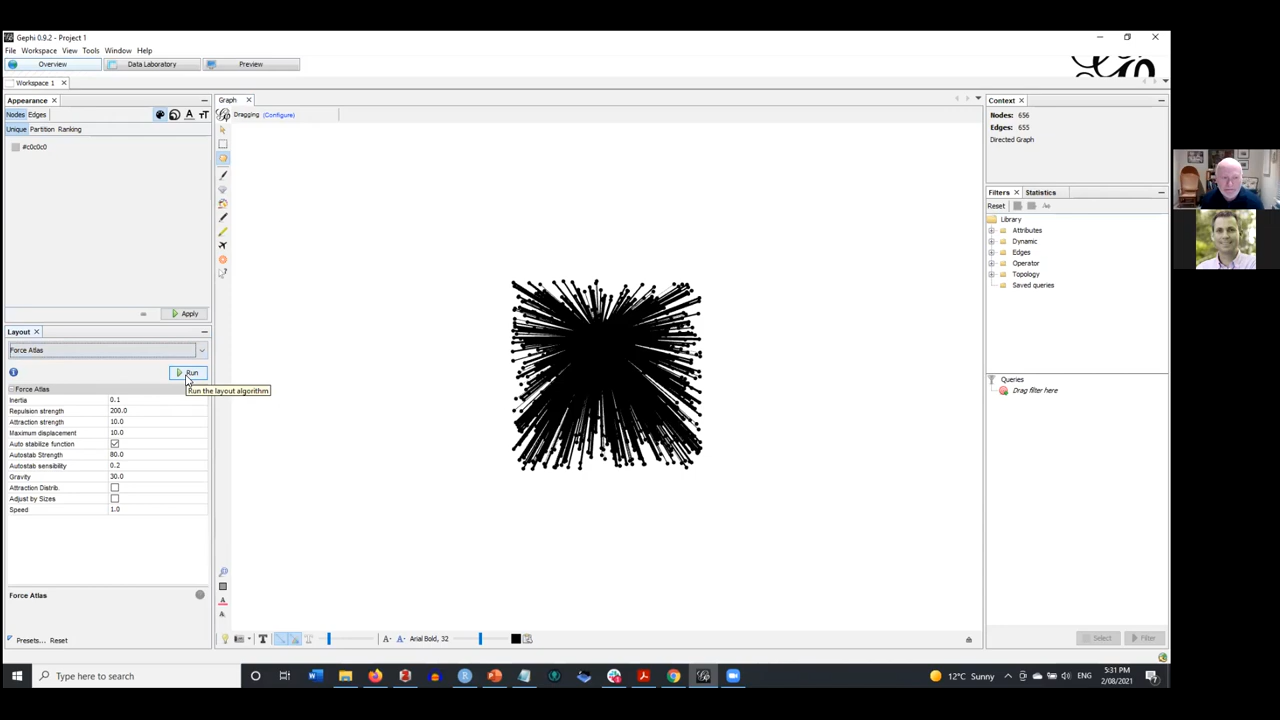 Gephi 0.9.2 - Project 1
File Workspace View Tools Window Help
Overview Data Laboratory Preview
Workspace 1
Appearance
Nodes Edges
Unique Partition Ranking
#c0c0c0
Apply
Layout
Force Atlas
Run
Run the layout algorithm
Force Atlas
Inertia 0.1
Repulsion strength 200.0
Attraction strength 10.0
Maximum displacement 10.0
Auto stabilize function
Autostab Strength 80.0
Autostab sensibility 0.2
Gravity 30.0
Attraction Distrib.
Adjust by Sizes
Speed 1.0
Force Atlas
Presets... Reset
Graph
Dragging (Configure)
Arial Bold, 32
Context
Nodes: 656
Edges: 655
Directed Graph
Filters Statistics
Reset
Library
Attributes
Dynamic
Edges
Operator
Topology
Saved queries
Queries
Drag filter here
Select Filter
Type here to search
12°C Sunny
ENG
5:31 PM
2/08/2021